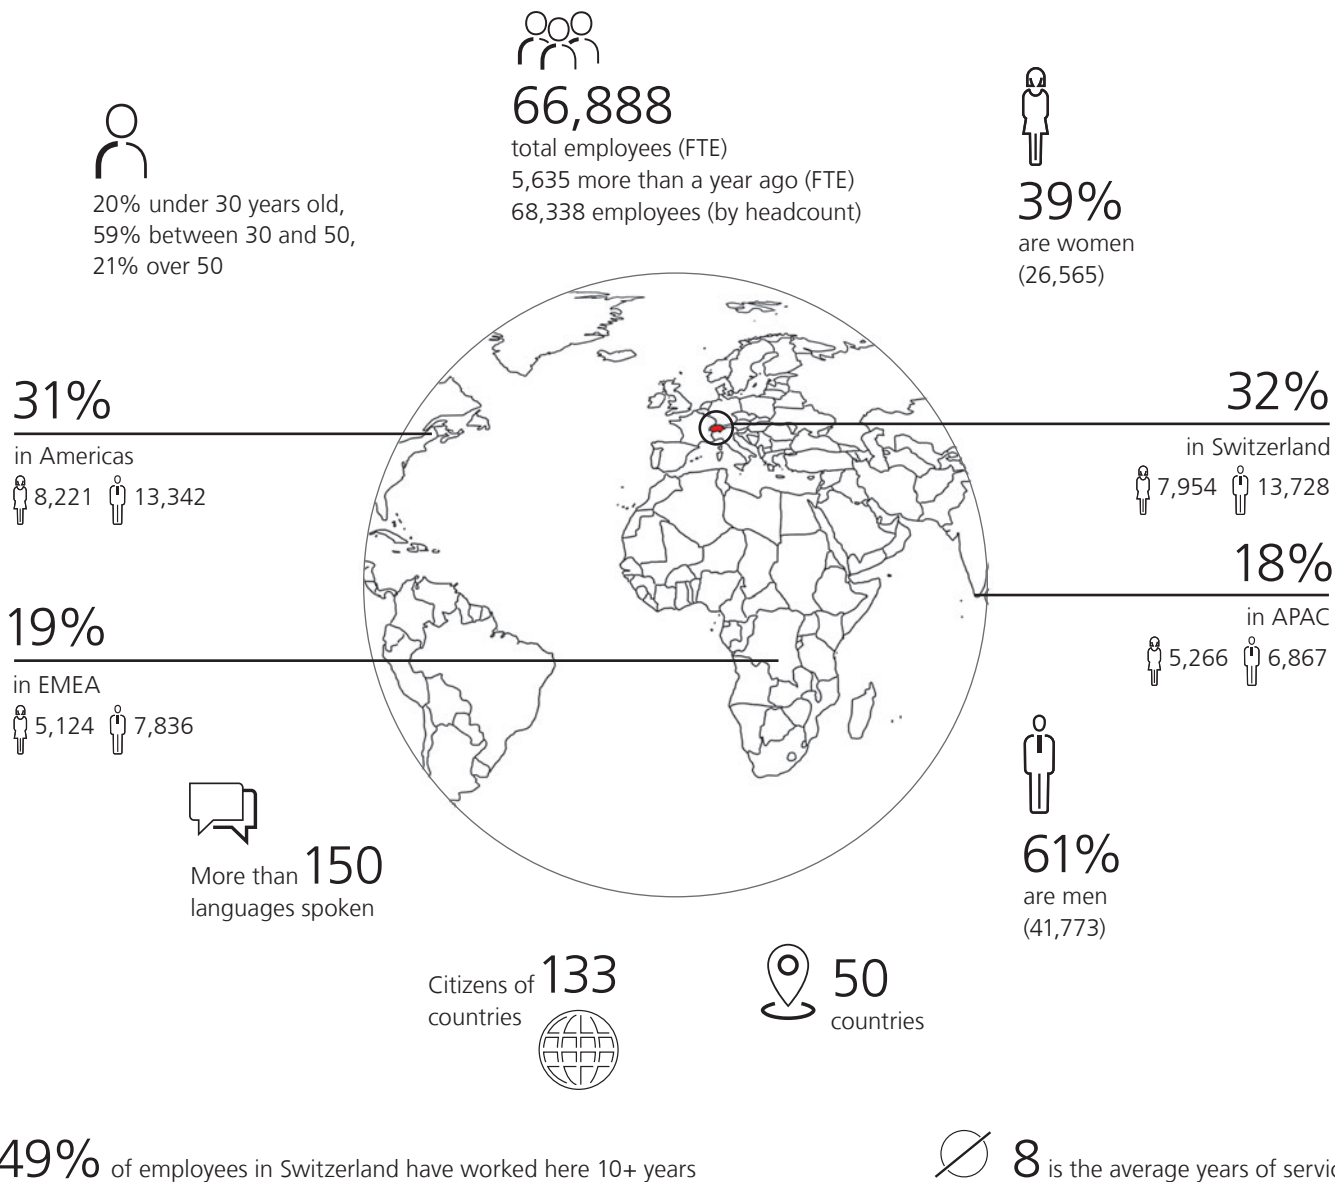 66,888
total employees (FTE)
5,635 more than a year ago (FTE)
68,338 employees (by headcount)
20% under 30 years old,
59% between 30 and 50,
21% over 50
39%
are women
(26,565)
31%
in Americas
8,221 13,342
32%
in Switzerland
7,954 13,728
18%
in APAC
5,266 6,867
19%
in EMEA
5,124 7,836
61%
are men
(41,773)
More than 150
languages spoken
Citizens of 133
countries
50
countries
49% of employees in Switzerland have worked here 10+ years
8 is the average years of